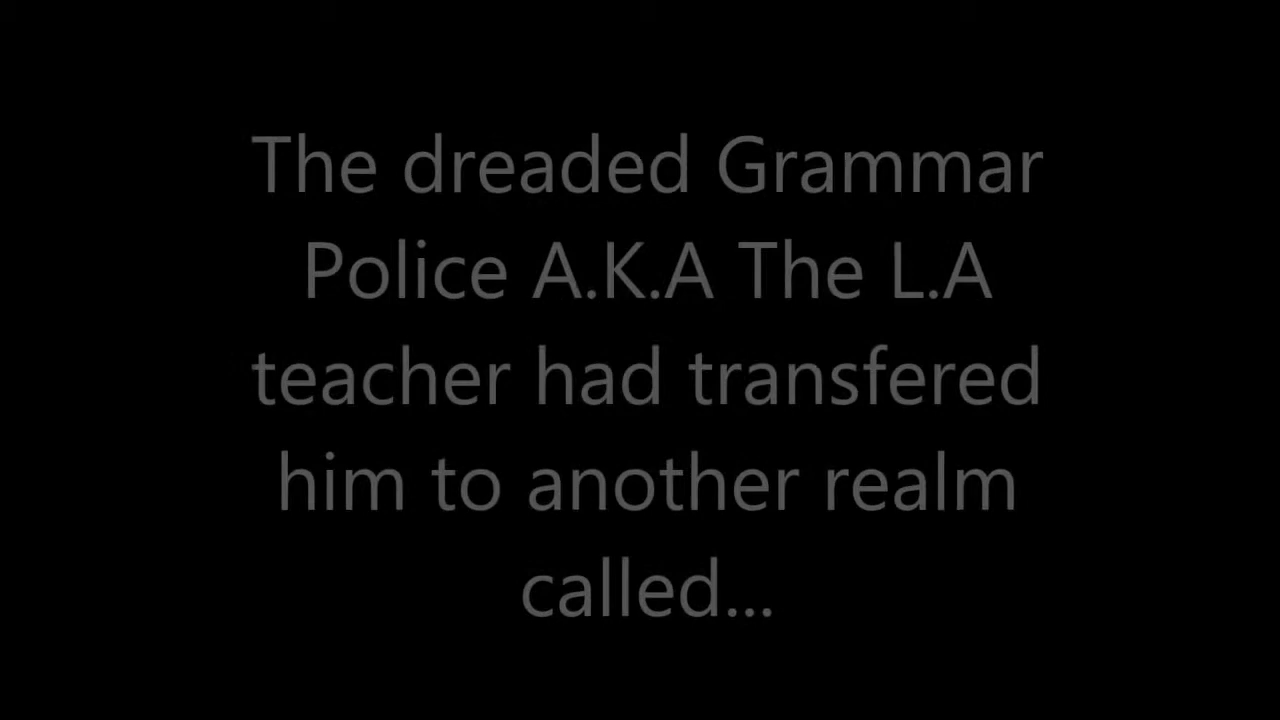 The dreaded Grammar
Police A.K.A The L.A
teacher had transfered
him to another realm
called...